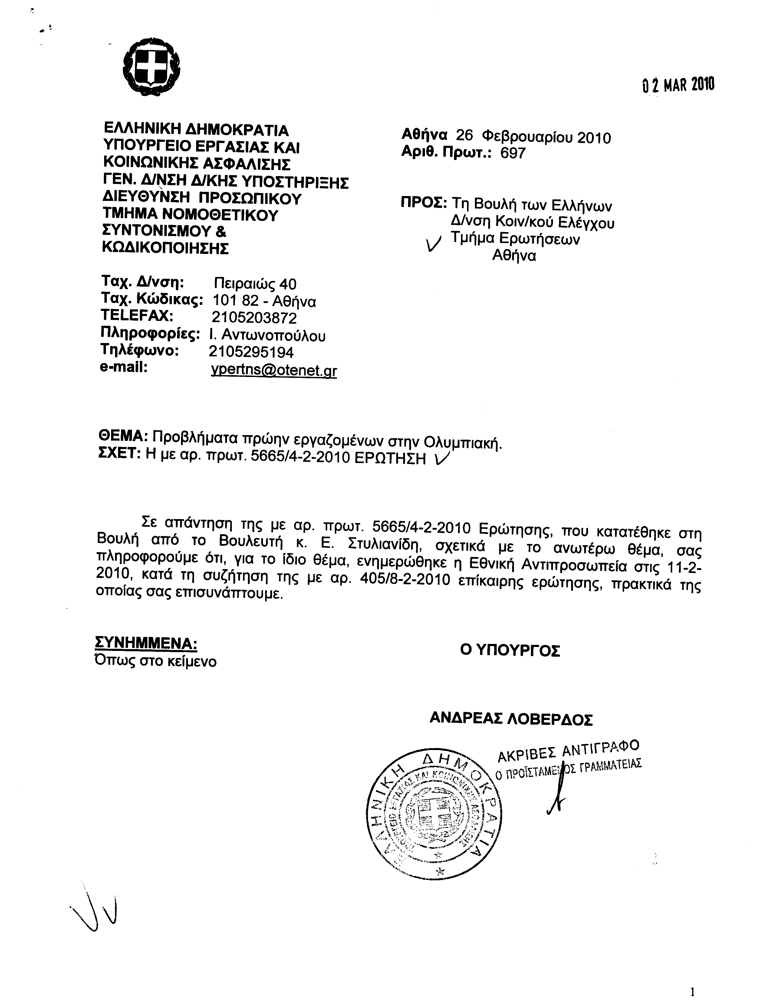 02 MAR 2010
ΕΛΛΗΝΙΚΗ ΔΗΜΟΚΡΑΤΙΑ
ΥΠΟΥΡΓΕΙΟ ΕΡΓΑΣΙΑΣ ΚΑΙ
ΚΟΙΝΩΝΙΚΗΣ ΑΣΦΑΛΙΣΗΣ
ΓΕΝ. Δ/ΝΣΗ Δ/ΚΗΣ ΥΠΟΣΤΗΡΙΞΗΣ
ΔΙΕΥΘΥΝΣΗ ΠΡΟΣΩΠΙΚΟΥ
ΤΜΗΜΑ ΝΟΜΟΘΕΤΙΚΟΥ
ΣΥΝΤΟΝΙΣΜΟΥ &
ΚΩΔΙΚΟΠΟΙΗΣΗΣ
Ταχ. Δ/νση: Πειραιώς 40
Ταχ. Κώδικας: 101 82 - Αθήνα
TELEFAX: 2105203872
Πληροφορίες: Ι. Αντωνοπούλου
Τηλέφωνο: 2105295194
e-mail: ypertns@otenet.gr
Αθήνα 26 Φεβρουαρίου 2010
Αριθ. Πρωτ.: 697
ΠΡΟΣ: Τη Βουλή των Ελλήνων
Δ/νση Κοιν/κού Ελέγχου
Τμήμα Ερωτήσεων
Αθήνα
ΘΕΜΑ: Προβλήματα πρώην εργαζομένων στην Ολυμπιακή.
ΣΧΕΤ: Η με αρ. πρωτ. 5665/4-2-2010 ΕΡΩΤΗΣΗ
Σε απάντηση της με αρ. πρωτ. 5665/4-2-2010 Ερώτησης, που κατατέθηκε στη
Βουλή από το Βουλευτή κ. Ε. Στυλιανίδη, σχετικά με το ανωτέρω θέμα, σας
πληροφορούμε ότι, για το ίδιο θέμα, ενημερώθηκε η Εθνική Αντιπροσωπεία στις 11-2-
2010, κατά τη συζήτηση της με αρ. 405/8-2-2010 επίκαιρης ερώτησης, πρακτικά της
οποίας σας επισυνάπτουμε.
ΣΥΝΗΜΜΕΝΑ:
Όπως στο κείμενο
Ο ΥΠΟΥΡΓΟΣ
ΑΝΔΡΕΑΣ ΛΟΒΕΡΔΟΣ
ΑΚΡΙΒΕΣ ΑΝΤΙΓΡΑΦΟ
Ο ΠΡΟΪΣΤΑΜΕΝΟΣ ΓΡΑΜΜΑΤΕΙΑΣ
ΕΛΛΗΝΙΚΗ ΔΗΜΟΚΡΑΤΙΑ
ΥΠΟΥΡΓΕΙΟ ΕΡΓΑΣΙΑΣ ΚΑΙ ΚΟΙΝΩΝΙΚΗΣ ΑΣΦΑΛΙΣΗΣ
1